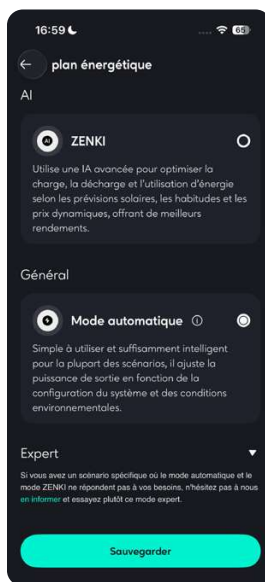 16:59
65
plan énergétique
AI
AI ZENKI
Utilise une IA avancée pour optimiser la
charge, la décharge et l'utilisation d'énergie
selon les prévisions solaires, les habitudes et les
prix dynamiques, offrant de meilleurs
rendements.
Général
Mode automatique
Simple à utiliser et suffisamment intelligent
pour la plupart des scénarios, il ajuste la
puissance de sortie en fonction de la
configuration du système et des conditions
environnementales.
Expert
Si vous avez un scénario spécifique où le mode automatique et le
mode ZENKI ne répondent pas à vos besoins, n'hésitez pas à nous
en informer et essayez plutôt ce mode expert.
Sauvegarder